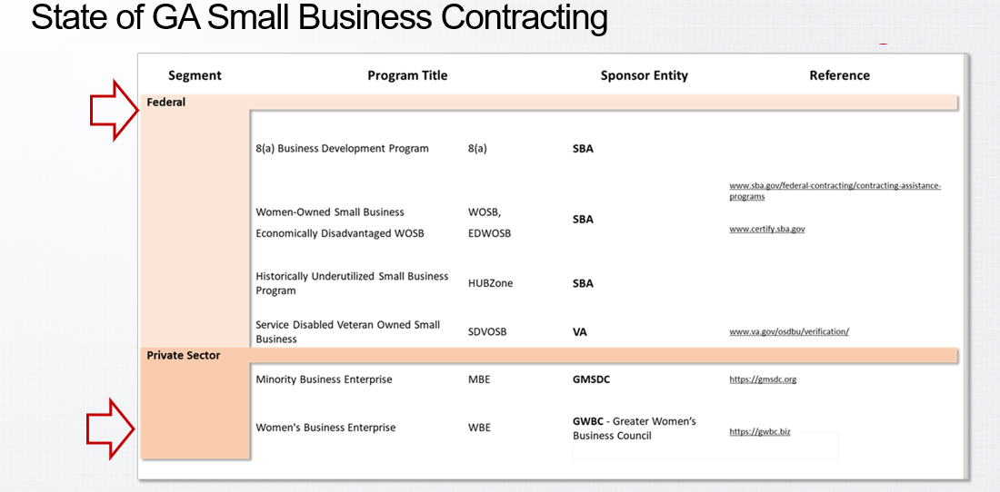 State of GA Small Business Contracting
Segment Program Title Sponsor Entity Reference
Federal
8(a) Business Development Program 8(a) SBA
www.sba.gov/federal-contracting/contracting-assistance-
programs
Women-Owned Small Business WOSB,
SBA
Economically Disadvantaged WOSB EDWOSB
www.certify.sba.gov
Historically Underutilized Small Business
Program
HUBZone SBA
Service Disabled Veteran Owned Small
Business
SDVOSB VA www.va.gov/osdbu/verification/
Private Sector
Minority Business Enterprise MBE GMSDC https://gmsdc.org
Women's Business Enterprise WBE
GWBC - Greater Women’s
Business Council
https://gwbc.biz